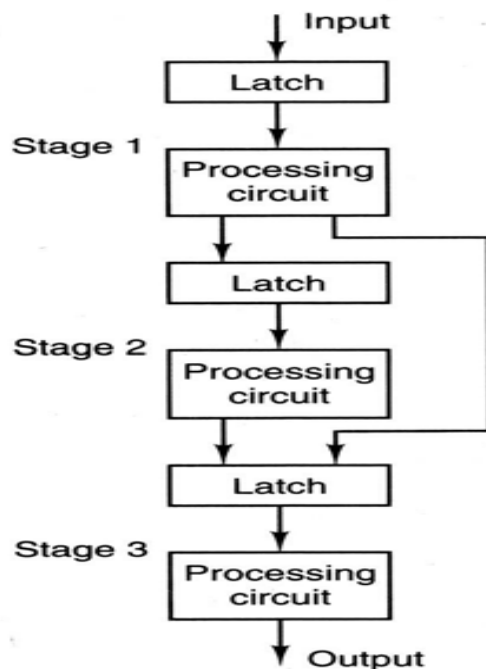 Input
Latch
Stage 1
Processing
circuit
Latch
Stage 2
Processing
circuit
Latch
Stage 3
Processing
circuit
Output